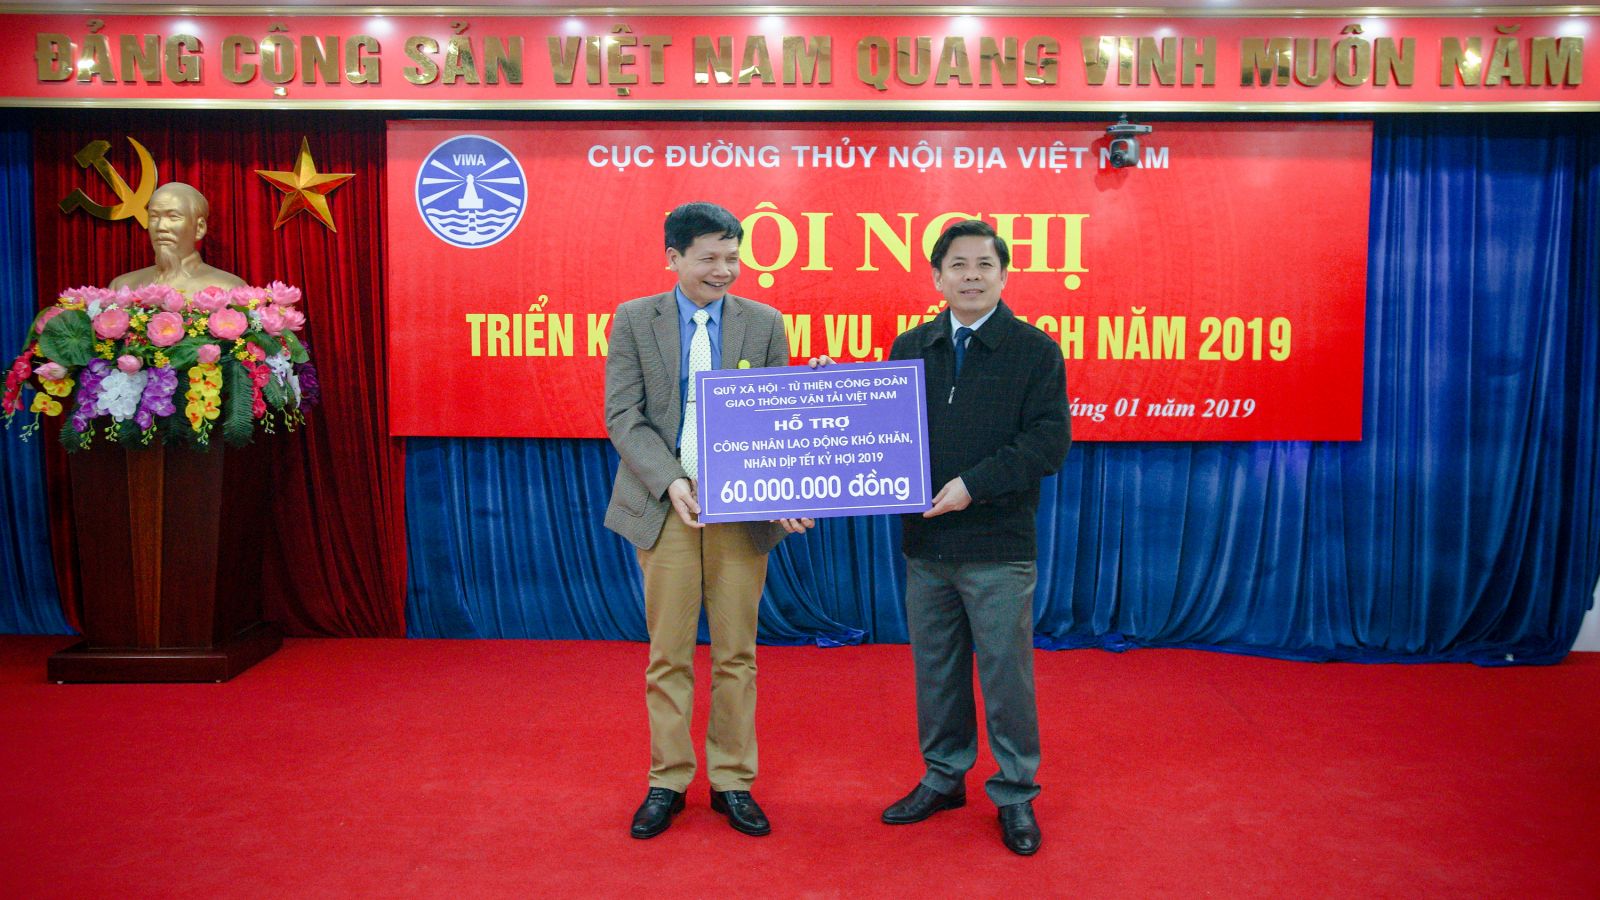 ĐẢNG CỘNG SẢN VIỆT NAM QUANG VINH MUÔN NĂM
VIWA
CỤC ĐƯỜNG THỦY NỘI ĐỊA VIỆT NAM
HỘI NGHỊ
TRIỂN VỤ, NĂM 2019
01 năm 2019
QUỸ XÃ HỘI - TỪ THIỆN CÔNG ĐOÀN
GIAO THÔNG VẬN TẢI VIỆT NAM
HỖ TRỢ
CÔNG NHÂN LAO ĐỘNG KHÓ KHĂN,
NHÂN DỊP TẾT KỶ HỢI 2019
60.000.000 đồng